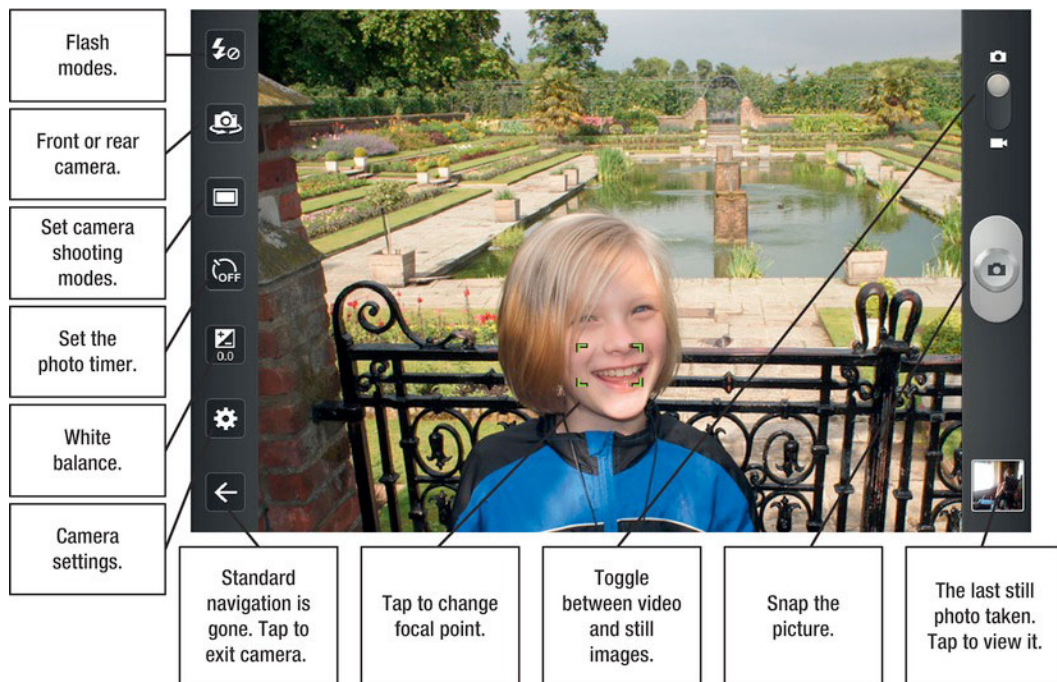 Flash
modes.
Front or rear
camera.
Set camera
shooting
modes.
Set the
photo timer.
White
balance.
Camera
settings.
OFF
0.0
Standard
navigation is
gone. Tap to
exit camera.
Tap to change
focal point.
Toggle
between video
and still
images.
Snap the
picture.
The last still
photo taken.
Tap to view it.